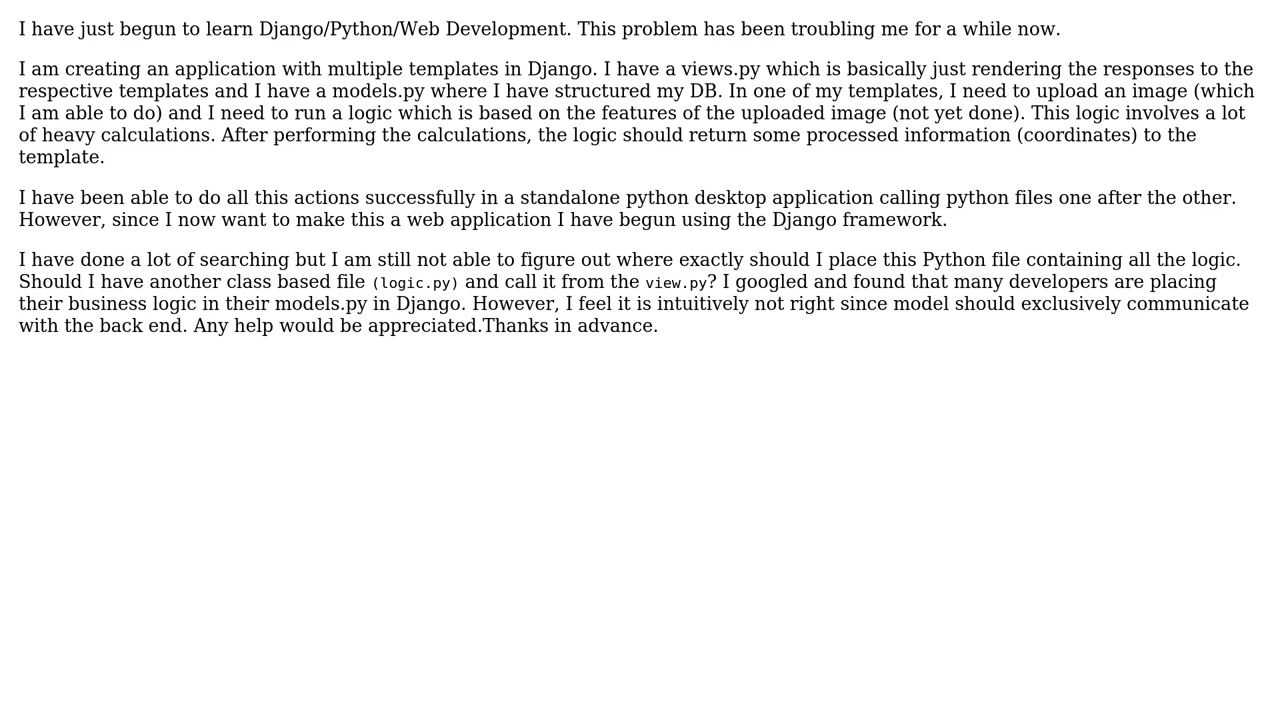 I have just begun to learn Django/Python/Web Development. This problem has been troubling me for a while now.
I am creating an application with multiple templates in Django. I have a views.py which is basically just rendering the responses to the
respective templates and I have a models.py where I have structured my DB. In one of my templates, I need to upload an image (which
I am able to do) and I need to run a logic which is based on the features of the uploaded image (not yet done). This logic involves a lot
of heavy calculations. After performing the calculations, the logic should return some processed information (coordinates) to the
template.
I have been able to do all this actions successfully in a standalone python desktop application calling python files one after the other.
However, since I now want to make this a web application I have begun using the Django framework.
I have done a lot of searching but I am still not able to figure out where exactly should I place this Python file containing all the logic.
Should I have another class based file (logic.py) and call it from the view.py? I googled and found that many developers are placing
their business logic in their models.py in Django. However, I feel it is intuitively not right since model should exclusively communicate
with the back end. Any help would be appreciated.Thanks in advance.